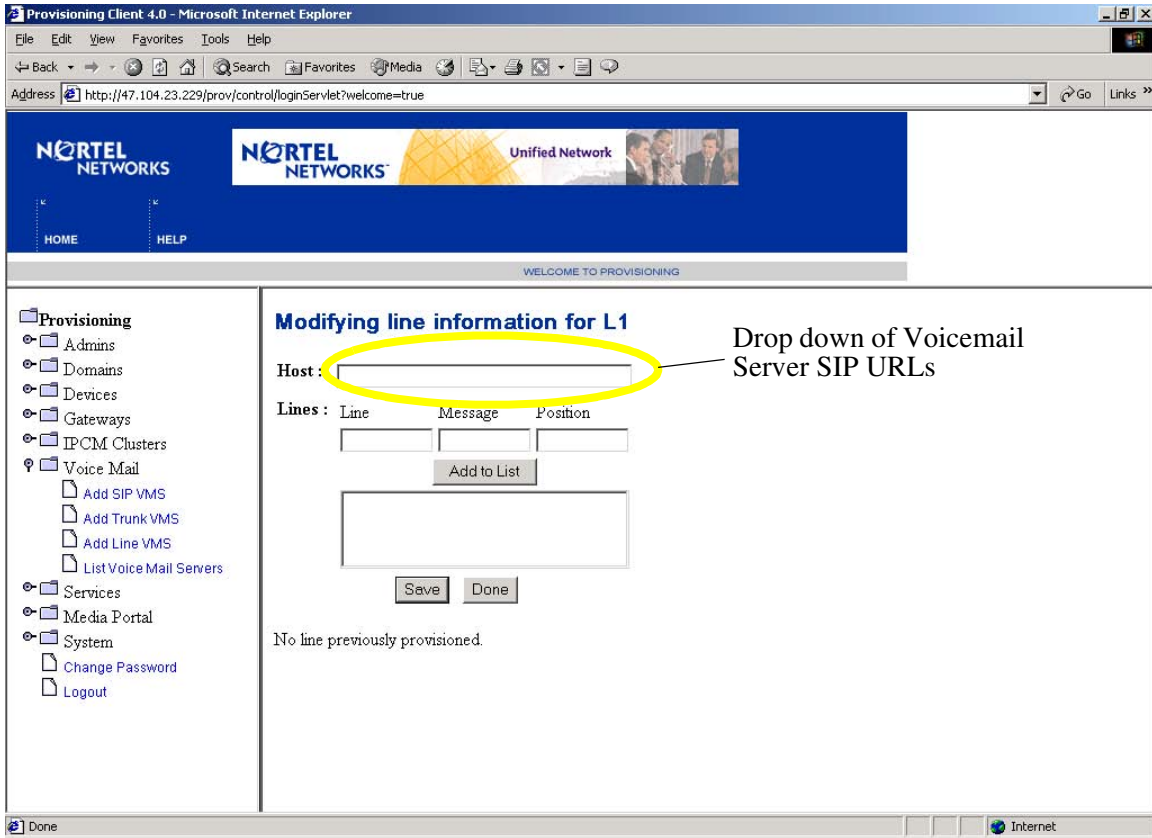 Provisioning Client 4.0 - Microsoft Internet Explorer
File Edit View Favorites Tools Help
Back Search Favorites Media
Address http://47.104.23.229/prov/control/loginServlet?welcome=true Go Links »
NORTEL NETWORKS
NORTEL NETWORKS Unified Network
HOME HELP
WELCOME TO PROVISIONING
Provisioning
Admins
Domains
Devices
Gateways
IPCM Clusters
Voice Mail
Add SIP VMS
Add Trunk VMS
Add Line VMS
List Voice Mail Servers
Services
Media Portal
System
Change Password
Logout
Modifying line information for L1
Host :
Drop down of Voicemail
Server SIP URLs
Lines : Line Message Position
Add to List
Save Done
No line previously provisioned.
Done Internet